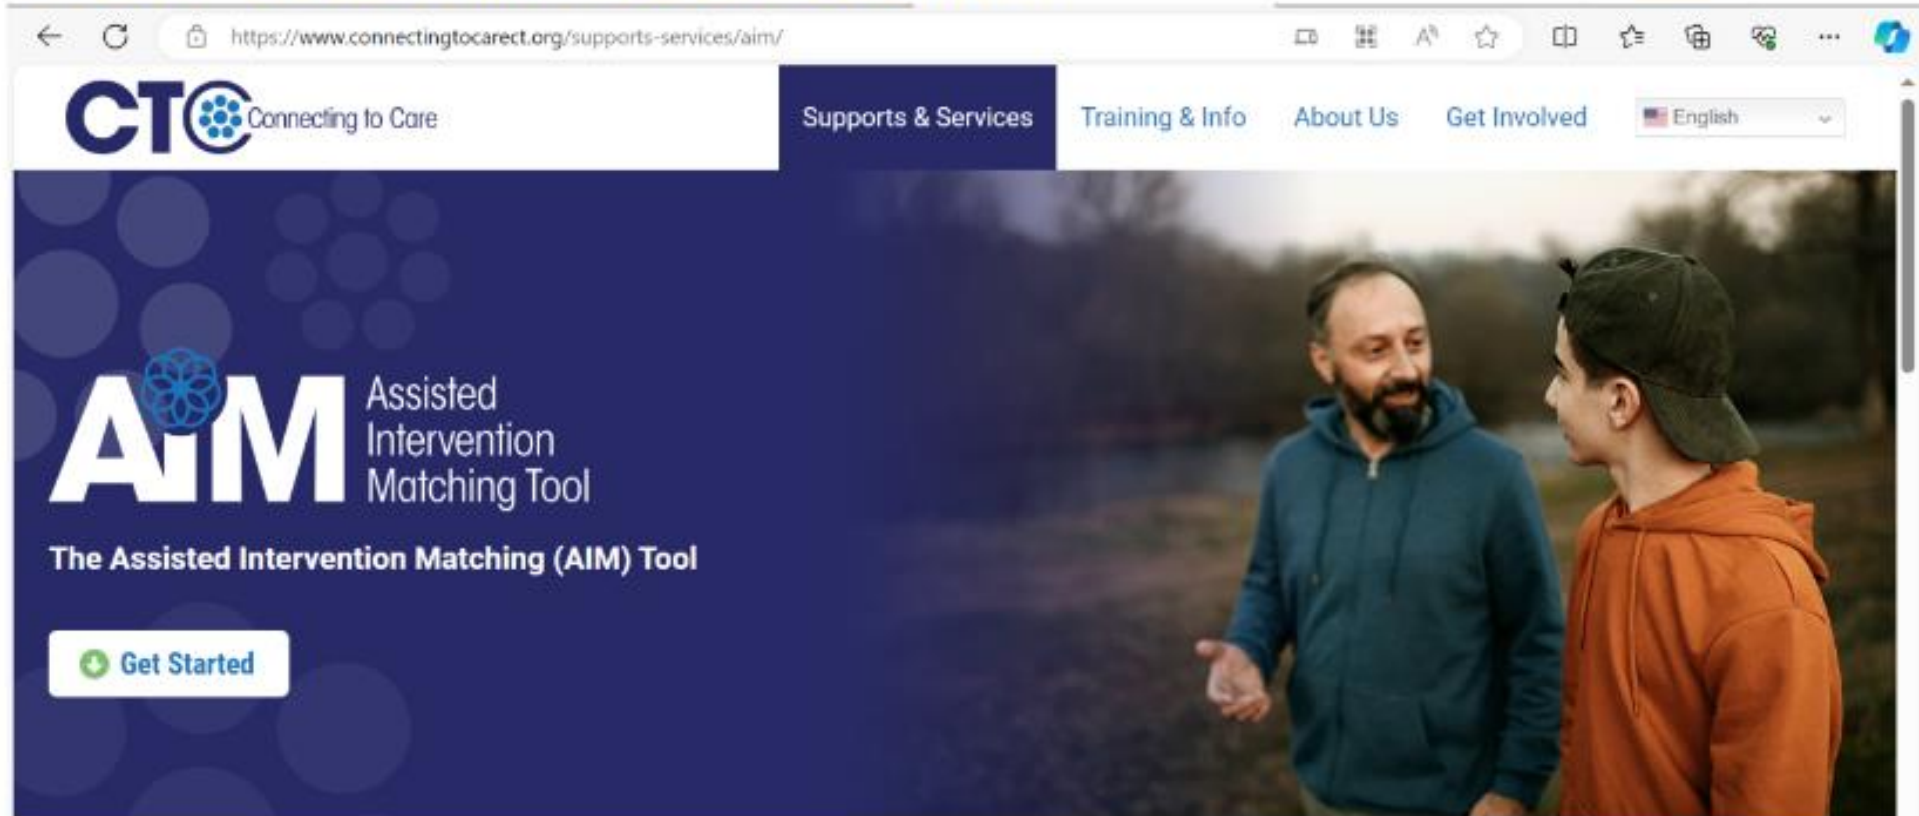 https://www.connectingtocarect.org/supports-services/aim/
CTC Connecting to Care
Supports & Services
Training & Info
About Us
Get Involved
English
AiM
Assisted
Intervention
Matching Tool
The Assisted Intervention Matching (AIM) Tool
Get Started